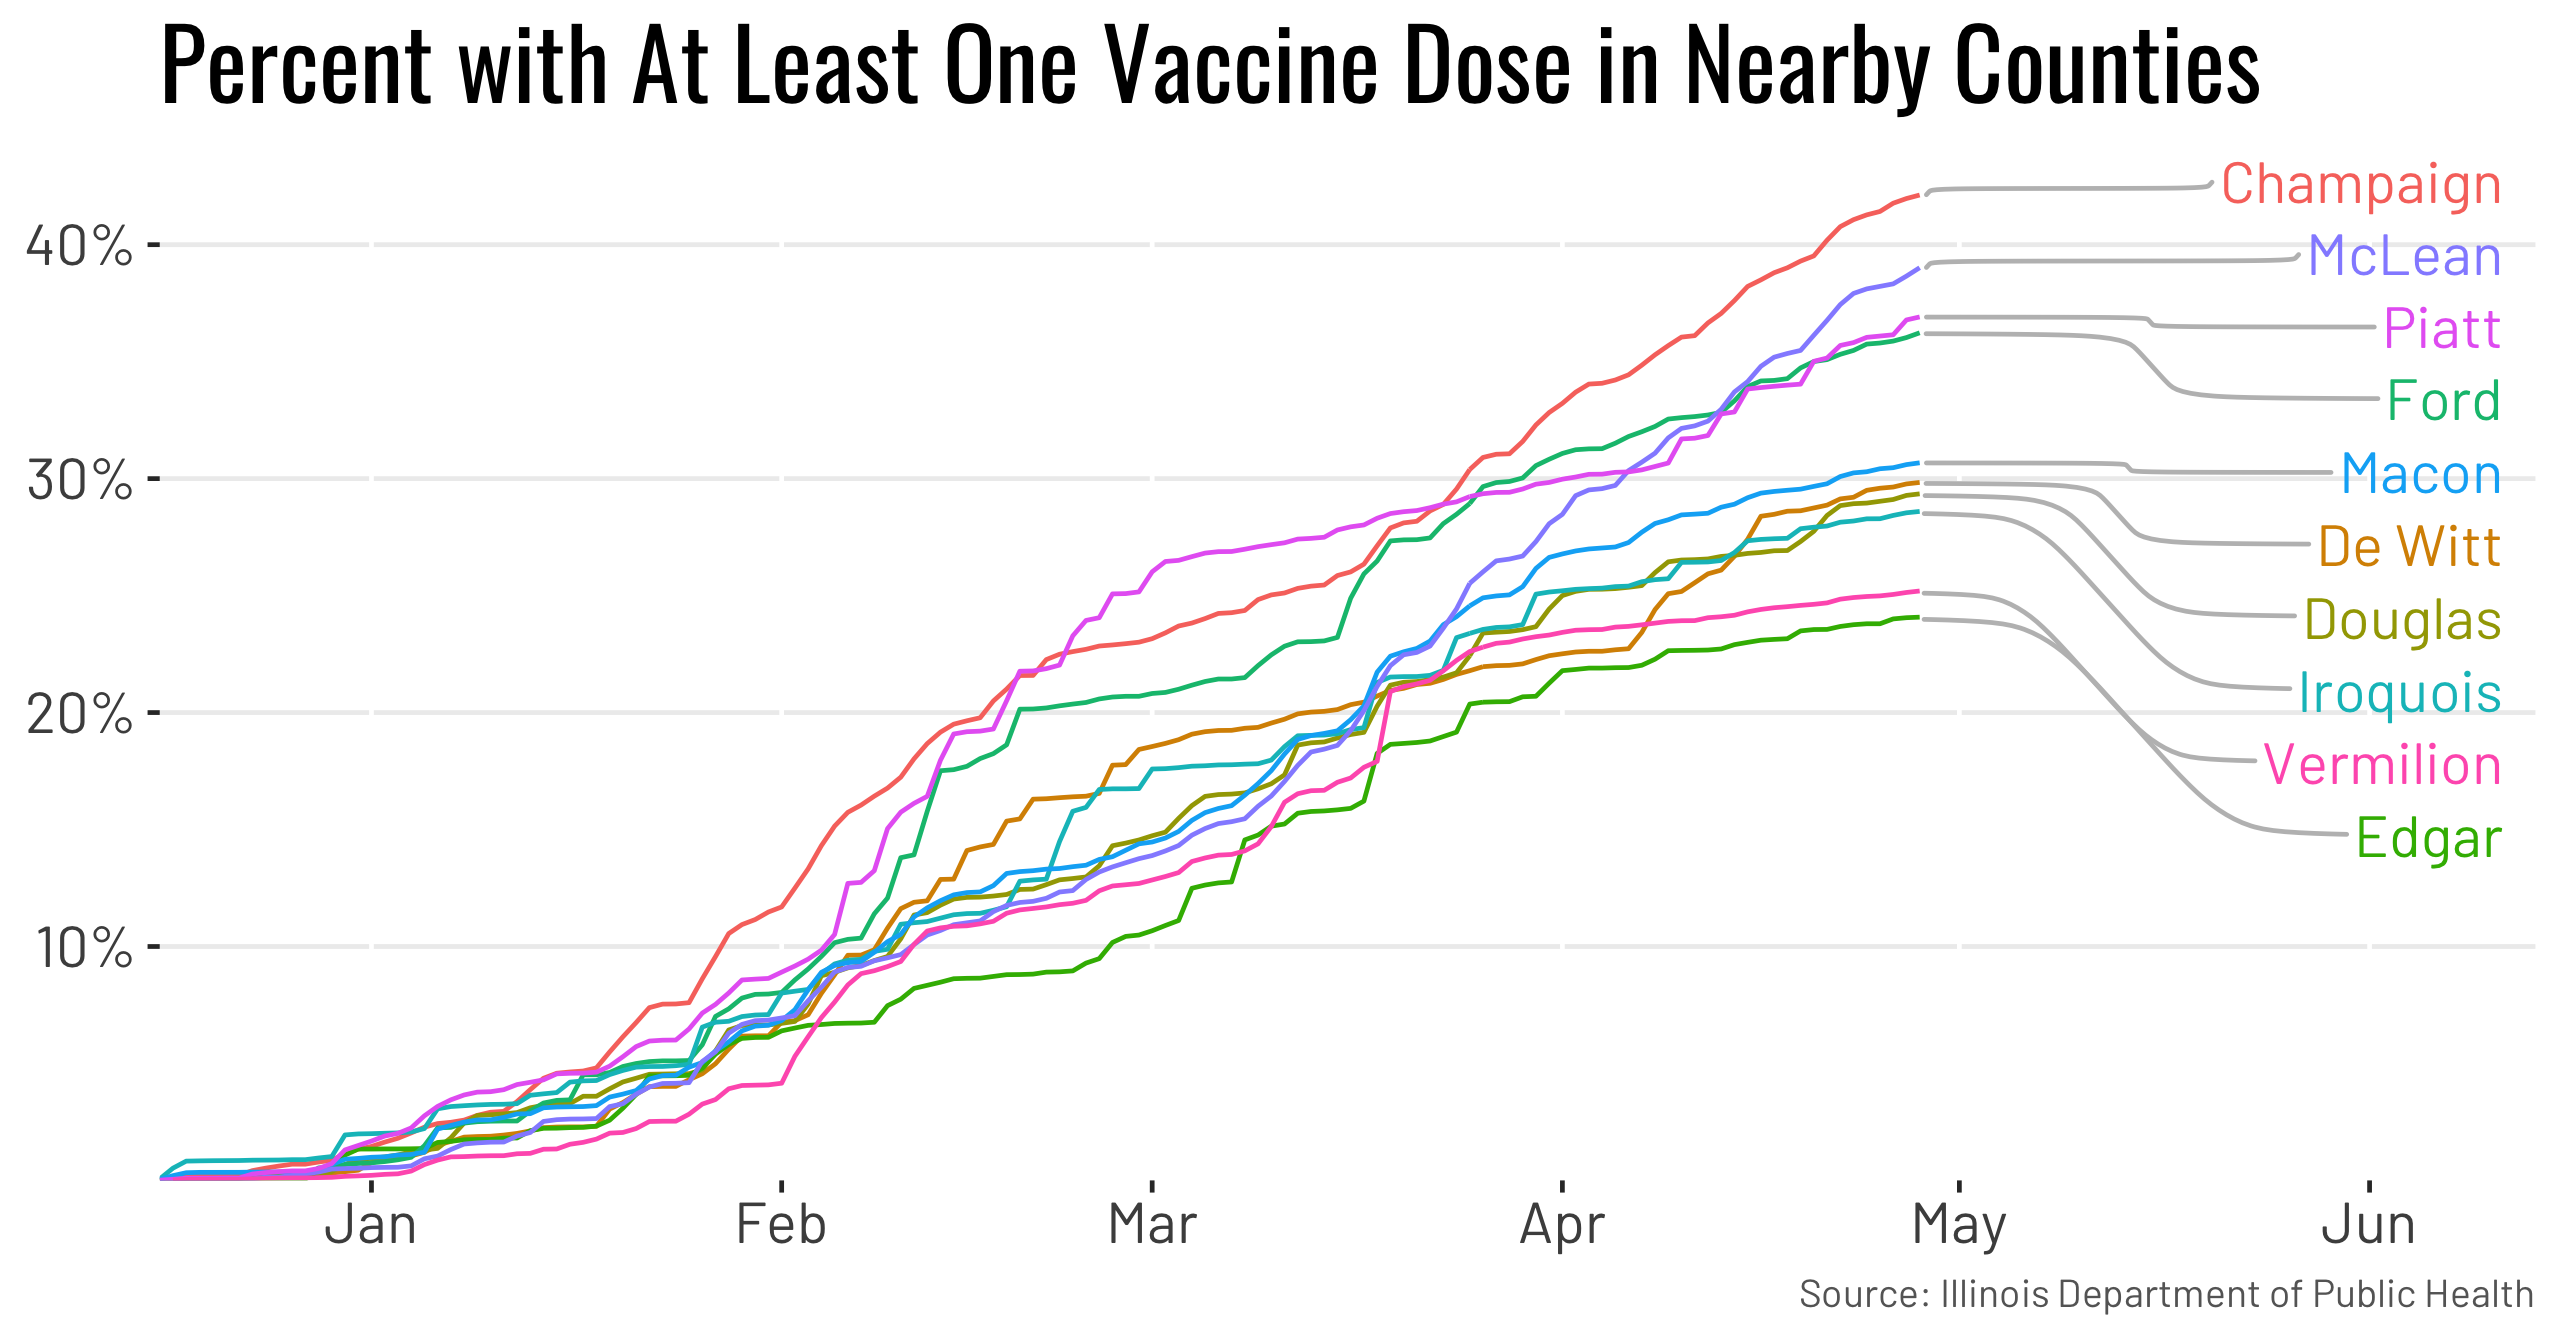 Percent with At Least One Vaccine Dose in Nearby Counties
Champaign
40%
McLean
Piatt
Ford
30%
Macon
De Witt
Douglas
20%
Iroquois
Vermilion
Edgar
10%
Jan Feb Mar Apr May Jun
Source: Illinois Department of Public Health